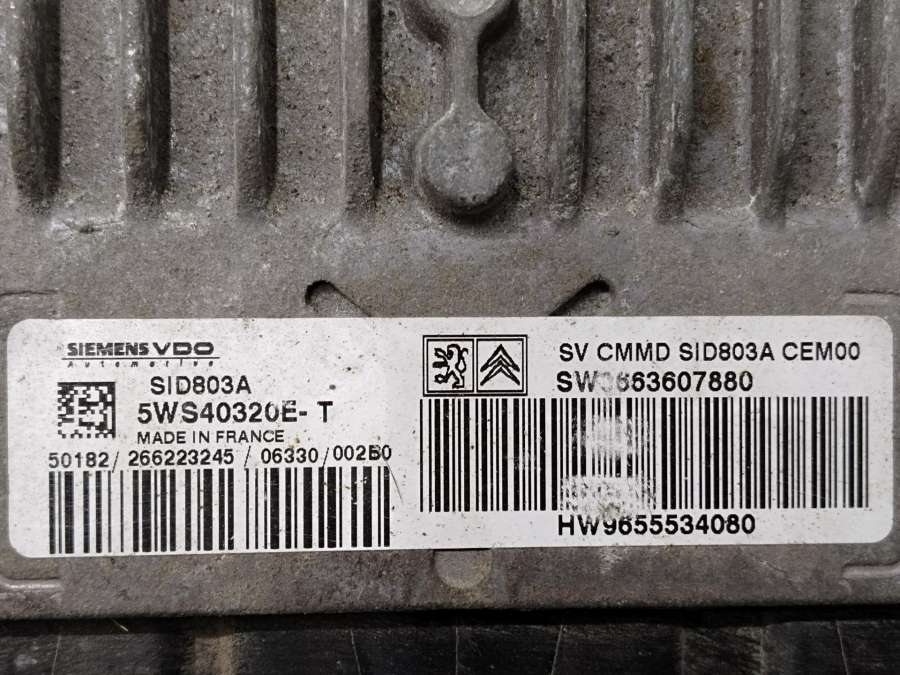 SIEMENS VDO
Automotive
SID803A
5WS40320E-T
MADE IN FRANCE
50182/266223245/06330/002B0
SV CMMD SID803A CEM00
HW9655534080